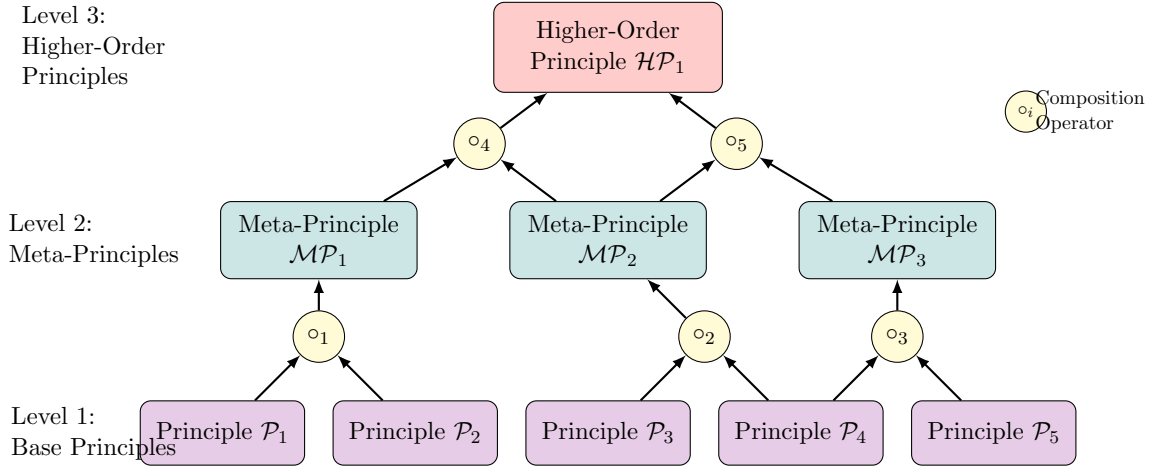 Level 3:
Higher-Order
Principles
Higher-Order
Principle 𝓗𝓟₁
∘ᵢ
Composition
Operator
∘₄
∘₅
Level 2:
Meta-Principles
Meta-Principle
𝓜𝓟₁
Meta-Principle
𝓜𝓟₂
Meta-Principle
𝓜𝓟₃
∘₁
∘₂
∘₃
Level 1:
Base Principles
Principle 𝓟₁
Principle 𝓟₂
Principle 𝓟₃
Principle 𝓟₄
Principle 𝓟₅